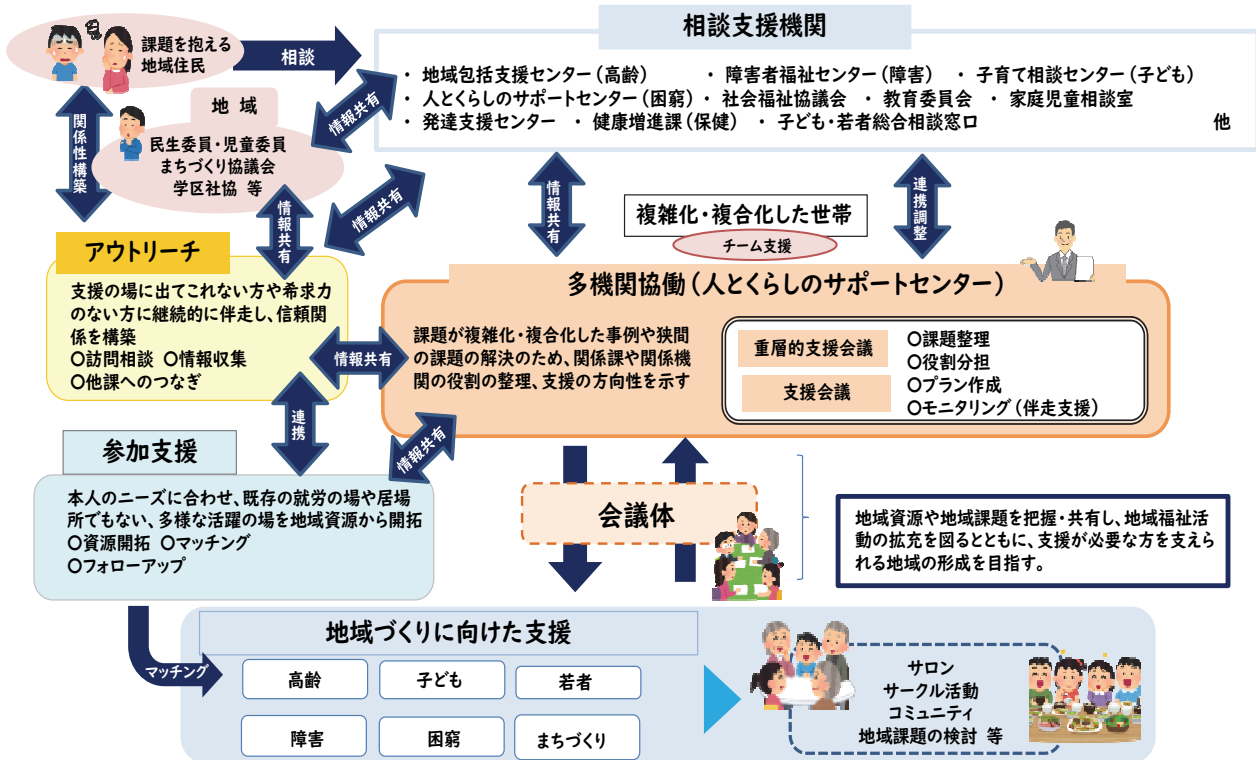 相談支援機関
課題を抱える
地域住民
相談
・ 地域包括支援センター(高齢) ・ 障害者福祉センター(障害) ・ 子育て相談センター(子ども)
・ 人とくらしのサポートセンター(困窮) ・ 社会福祉協議会 ・ 教育委員会 ・ 家庭児童相談室
・ 発達支援センター ・ 健康増進課(保健) ・ 子ども・若者総合相談窓口 他
地 域
民生委員・児童委員
まちづくり協議会
学区社協 等
関係性構築
情報共有
情報共有
情報共有
情報共有
連携調整
複雑化・複合化した世帯
チーム支援
アウトリーチ
支援の場に出てこれない方や希求力
のない方に継続的に伴走し、信頼関
係を構築
〇訪問相談 〇情報収集
〇他課へのつなぎ
情報共有
多機関協働(人とくらしのサポートセンター)
課題が複雑化・複合化した事例や狭間
の課題の解決のため、関係課や関係機
関の役割の整理、支援の方向性を示す
重層的支援会議
支援会議
〇課題整理
〇役割分担
〇プラン作成
〇モニタリング(伴走支援)
連携
情報共有
参加支援
本人のニーズに合わせ、既存の就労の場や居場
所でもない、多様な活躍の場を地域資源から開拓
〇資源開拓 〇マッチング
〇フォローアップ
会議体
地域資源や地域課題を把握・共有し、地域福祉活
動の拡充を図るとともに、支援が必要な方を支えら
れる地域の形成を目指す。
マッチング
地域づくりに向けた支援
高齢
子ども
若者
障害
困窮
まちづくり
サロン
サークル活動
コミュニティ
地域課題の検討 等